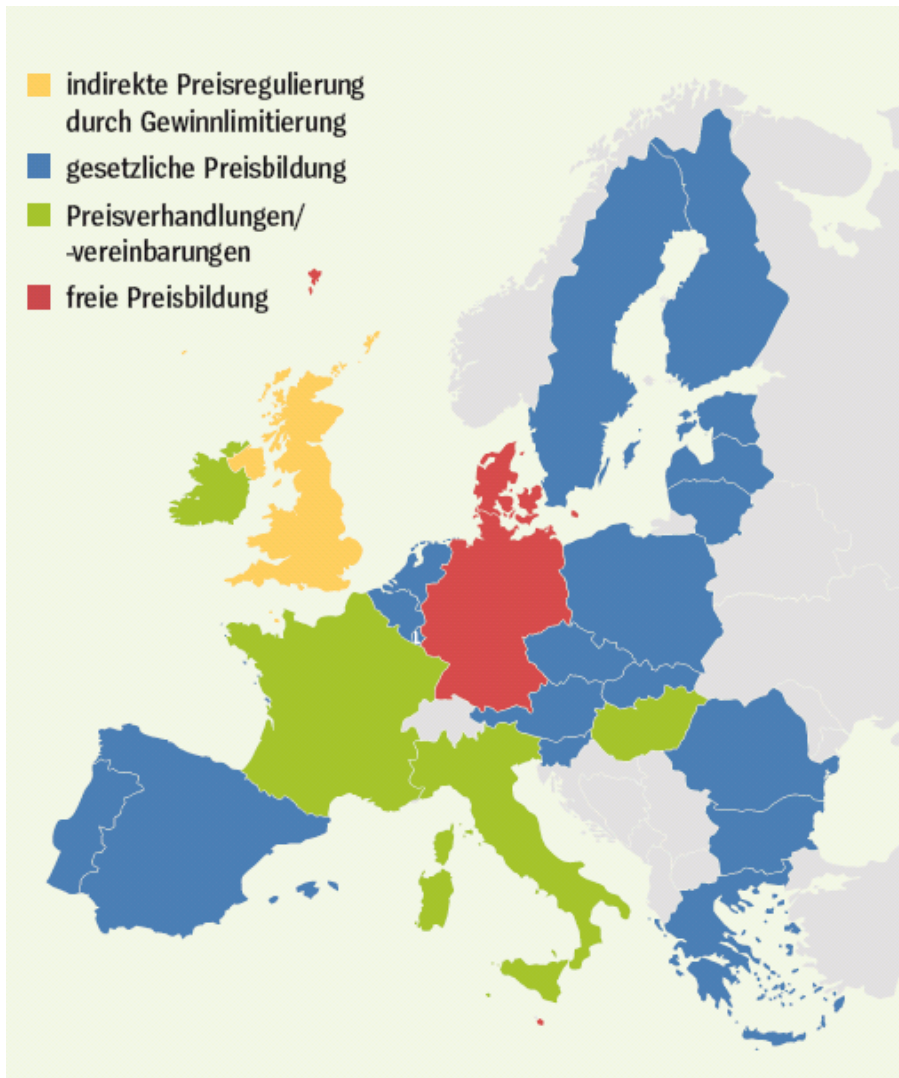 indirekte Preisregulierung
durch Gewinnlimitierung
gesetzliche Preisbildung
Preisverhandlungen/
-vereinbarungen
freie Preisbildung